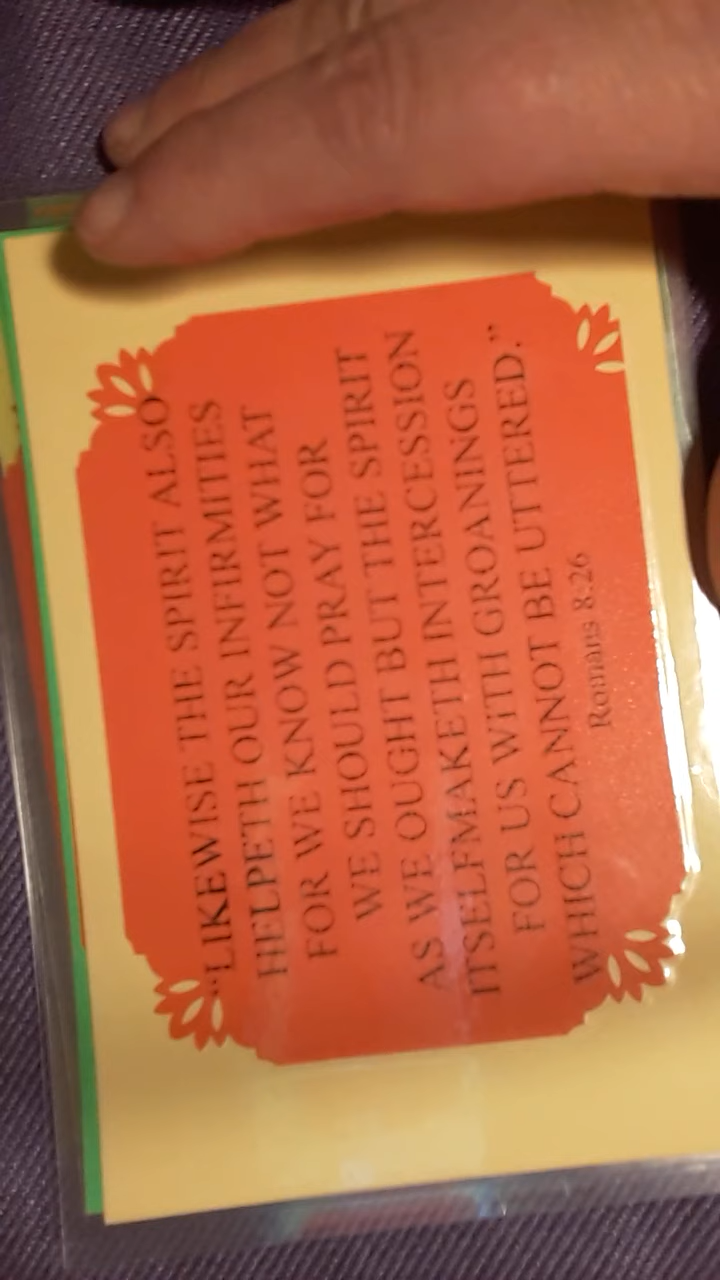 “LIKEWISE THE SPIRIT ALSO
HELPETH OUR INFIRMITIES
FOR WE KNOW NOT WHAT
WE SHOULD PRAY FOR
AS WE OUGHT BUT THE SPIRIT
ITSELFMAKETH INTERCESSION
FOR US WITH GROANINGS
WHICH CANNOT BE UTTERED.”
Romans 8:26